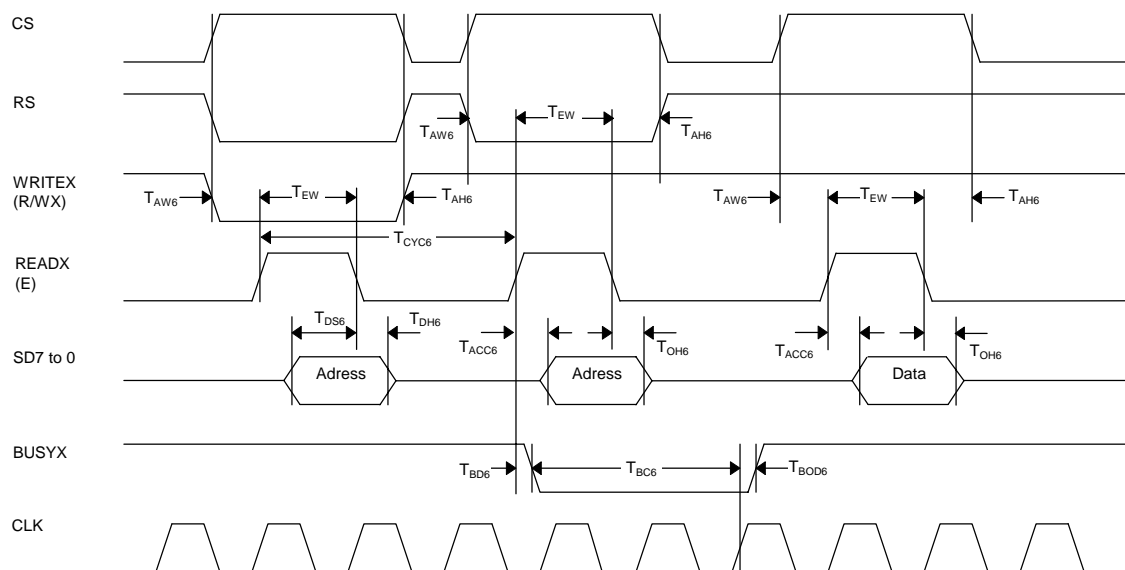 CS
RS
T_AW6
T_EW
T_AH6
WRITEX
(R/WX)
T_AW6
T_EW
T_AH6
T_AW6
T_EW
T_AH6
T_CYC6
READX
(E)
T_DS6
T_DH6
T_ACC6
T_OH6
T_ACC6
T_OH6
SD7 to 0
Adress
Adress
Data
BUSYX
T_BD6
T_BC6
T_BOD6
CLK